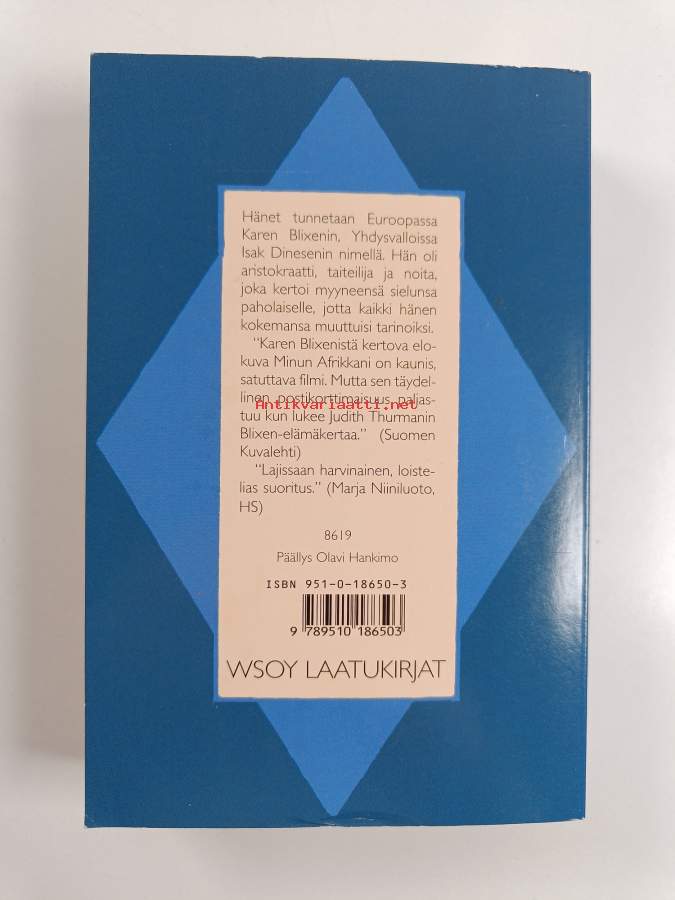 Hänet tunnetaan Euroopassa
Karen Blixenin, Yhdysvalloissa
Isak Dinesenin nimellä. Hän oli
aristokraatti, taiteilija ja noita,
joka kertoi myyneensä sielunsa
paholaiselle, jotta kaikki hänen
kokemansa muuttuisi tarinoiksi.
"Karen Blixenistä kertova elo-
kuva Minun Afrikkani on kaunis,
satuttava filmi. Mutta sen täydel-
linen postikorttimaisuus paljas-
Antikvariaatti.net
tuu kun lukee Judith Thurmanin
Blixen-elämäkertaa." (Suomen
Kuvalehti)
"Lajissaan harvinainen, loiste-
lias suoritus." (Marja Niiniluoto,
HS)
8619
Päällys Olavi Hankimo
ISBN 951-0-18650-3
9 789510 186503
WSOY LAATUKIRJAT